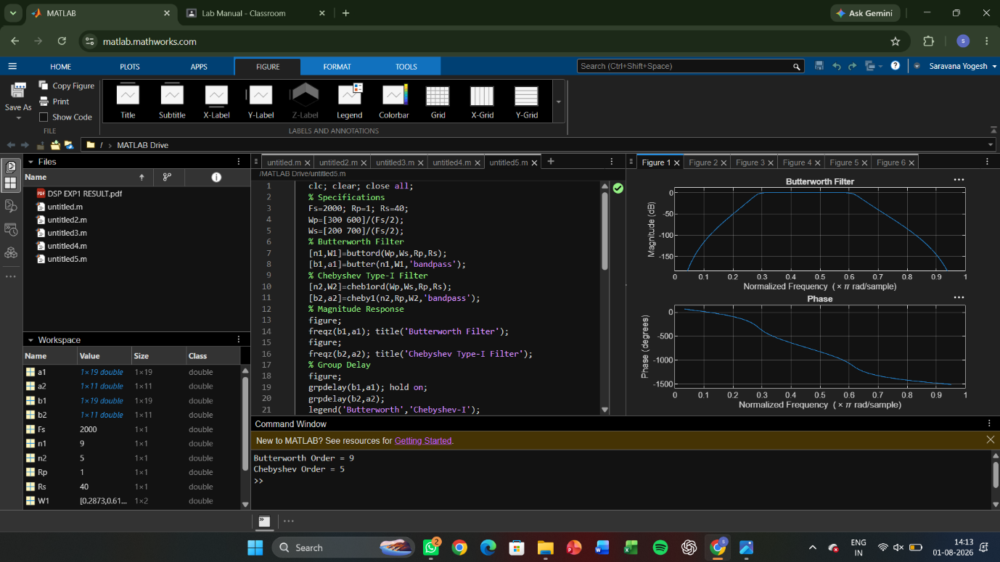 MATLAB
Lab Manual - Classroom
Ask Gemini
matlab.mathworks.com
S
HOME
PLOTS
APPS
FIGURE
FORMAT
TOOLS
Search (Ctrl+Shift+Space)
Saravana Yogesh
Save As
Copy Figure
Print
Show Code
FILE
Title
Subtitle
X-Label
Y-Label
Z-Label
Legend
Colorbar
Grid
X-Grid
Y-Grid
LABELS AND ANNOTATIONS
/ › MATLAB Drive
Files
Name
PDF DSP EXP1 RESULT.pdf
untitled.m
untitled2.m
untitled3.m
untitled4.m
untitled5.m
Workspace
Name Value Size Class
a1 1×19 double 1×19 double
a2 1×11 double 1×11 double
b1 1×19 double 1×19 double
b2 1×11 double 1×11 double
Fs 2000 1×1 double
n1 9 1×1 double
n2 5 1×1 double
Rp 1 1×1 double
Rs 40 1×1 double
W1 [0.2873,0.61... 1×2 double
untitled.m
untitled2.m
untitled3.m
untitled4.m
untitled5.m
/MATLAB Drive/untitled5.m
1 clc; clear; close all;
2 % Specifications
3 Fs=2000; Rp=1; Rs=40;
4 Wp=[300 600]/(Fs/2);
5 Ws=[200 700]/(Fs/2);
6 % Butterworth Filter
7 [n1,W1]=buttord(Wp,Ws,Rp,Rs);
8 [b1,a1]=butter(n1,W1,'bandpass');
9 % Chebyshev Type-I Filter
10 [n2,W2]=cheb1ord(Wp,Ws,Rp,Rs);
11 [b2,a2]=cheby1(n2,Rp,W2,'bandpass');
12 % Magnitude Response
13 figure;
14 freqz(b1,a1); title('Butterworth Filter');
15 figure;
16 freqz(b2,a2); title('Chebyshev Type-I Filter');
17 % Group Delay
18 figure;
19 grpdelay(b1,a1); hold on;
20 grpdelay(b2,a2);
21 legend('Butterworth','Chebyshev-I');
Figure 1
Figure 2
Figure 3
Figure 4
Figure 5
Figure 6
Butterworth Filter
Magnitude (dB)
0
-50
-100
-150
0 0.1 0.2 0.3 0.4 0.5 0.6 0.7 0.8 0.9 1
Normalized Frequency (× π rad/sample)
Phase
Phase (degrees)
0
-500
-1000
-1500
0 0.1 0.2 0.3 0.4 0.5 0.6 0.7 0.8 0.9 1
Normalized Frequency (× π rad/sample)
Command Window
New to MATLAB? See resources for Getting Started.
Butterworth Order = 9
Chebyshev Order = 5
>>
Search
2
ENG
IN
14:13
01-08-2026